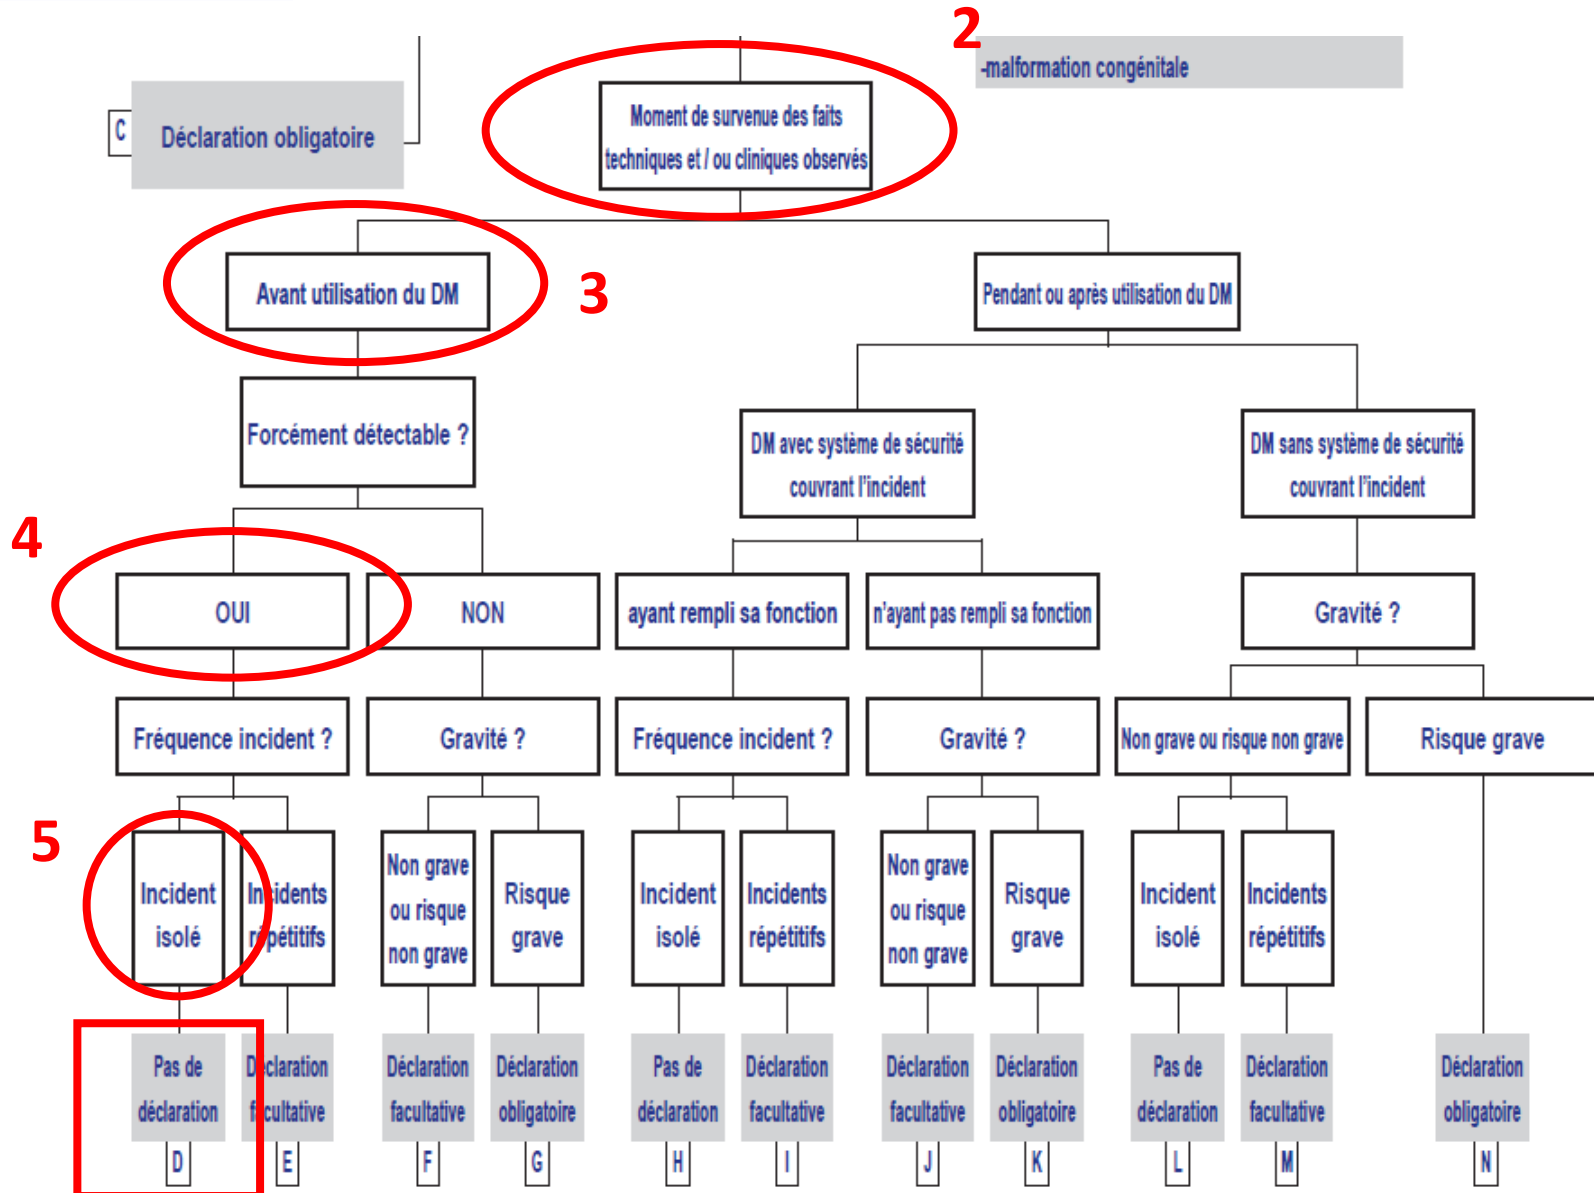 2
-malformation congénitale
C
Déclaration obligatoire
Moment de survenue des faits
techniques et / ou cliniques observés
Avant utilisation du DM
3
Pendant ou après utilisation du DM
Forcément détectable ?
DM avec système de sécurité
couvrant l'incident
DM sans système de sécurité
couvrant l'incident
4
OUI
NON
ayant rempli sa fonction
n'ayant pas rempli sa fonction
Gravité ?
Fréquence incident ?
Gravité ?
Fréquence incident ?
Gravité ?
Non grave ou risque non grave
Risque grave
5
Incident
isolé
Incidents
répétitifs
Non grave
ou risque
non grave
Risque
grave
Incident
isolé
Incidents
répétitifs
Non grave
ou risque
non grave
Risque
grave
Incident
isolé
Incidents
répétitifs
Pas de
déclaration
Déclaration
facultative
Déclaration
facultative
Déclaration
obligatoire
Pas de
déclaration
Déclaration
facultative
Déclaration
facultative
Déclaration
obligatoire
Pas de
déclaration
Déclaration
facultative
Déclaration
obligatoire
D
E
F
G
H
I
J
K
L
M
N